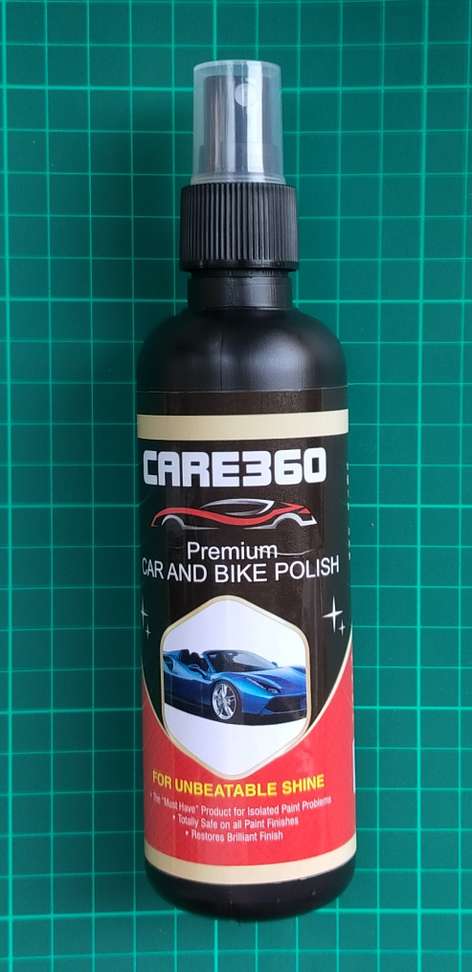 CARE360
Premium
CAR AND BIKE POLISH
FOR UNBEATABLE SHINE
• The "Must Have" Product for Isolated Paint Problems
• Totally Safe on all Paint Finishes
• Restores Brilliant Finish